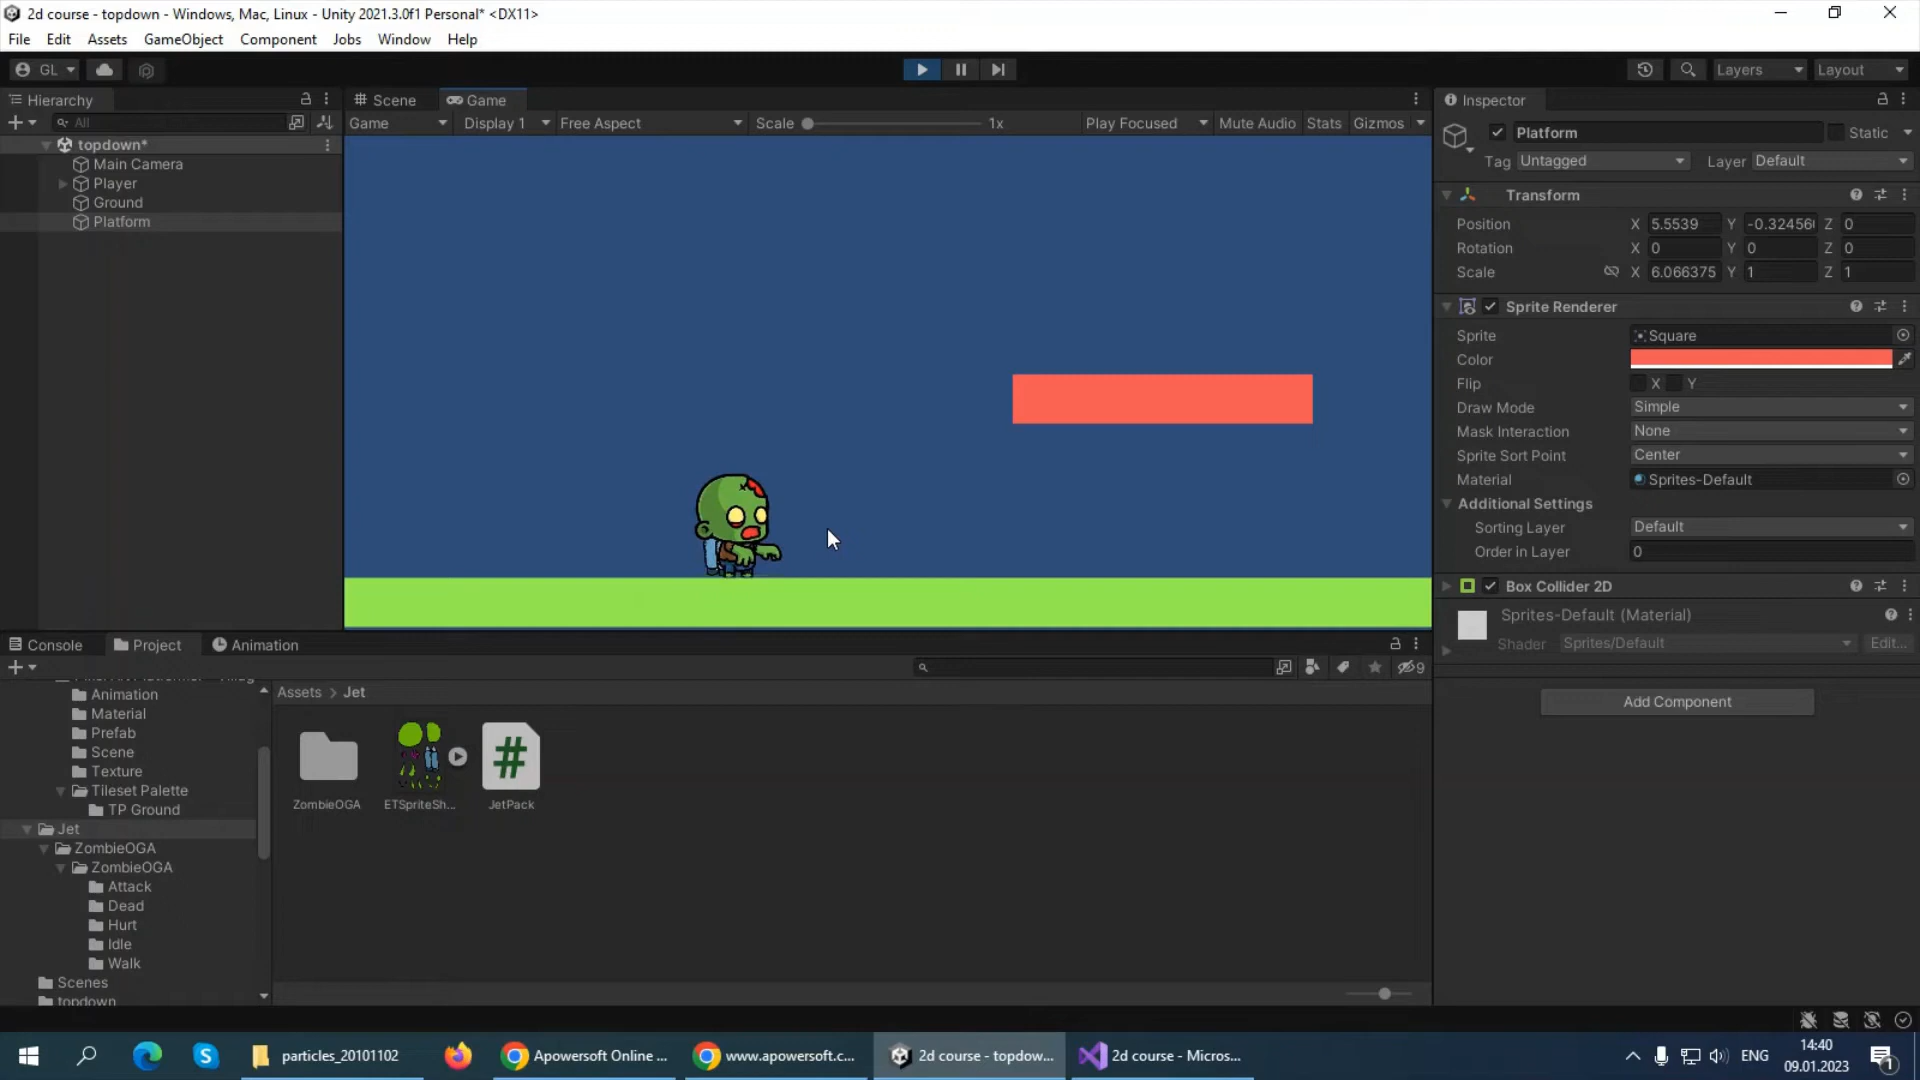 2d course - topdown - Windows, Mac, Linux - Unity 2021.3.0f1 Personal* <DX11>
File Edit Assets GameObject Component Jobs Window Help
GL
Layers Layout
Hierarchy
Scene Game
Inspector
All
Game Display 1 Free Aspect Scale 1x Play Focused Mute Audio Stats Gizmos
topdown*
Main Camera
Player
Ground
Platform
Platform Static
Tag Untagged Layer Default
Transform
Position X 5.5539 Y Z 0
Rotation X 0 Y 0 Z 0
Scale X 6.066375 Y 1 Z 1
Sprite Renderer
Sprite Square
Color
Flip X Y
Draw Mode Simple
Mask Interaction None
Sprite Sort Point Center
Material Sprites-Default
Additional Settings
Sorting Layer Default
Order in Layer 0
Box Collider 2D
Sprites-Default (Material)
Shader Sprites/Default Edit...
Add Component
Console Project Animation
9
Animation
Material
Prefab
Scene
Texture
Tileset Palette
TP Ground
Jet
ZombieOGA
ZombieOGA
Attack
Dead
Hurt
Idle
Walk
Scenes
topdown
Assets > Jet
ZombieOGA ETSpriteSh... JetPack
#
particles_20101102
Apowersoft Online ...
www.apowersoft.c...
2d course - topdow...
2d course - Micros...
ENG
14:40
09.01.2023
1